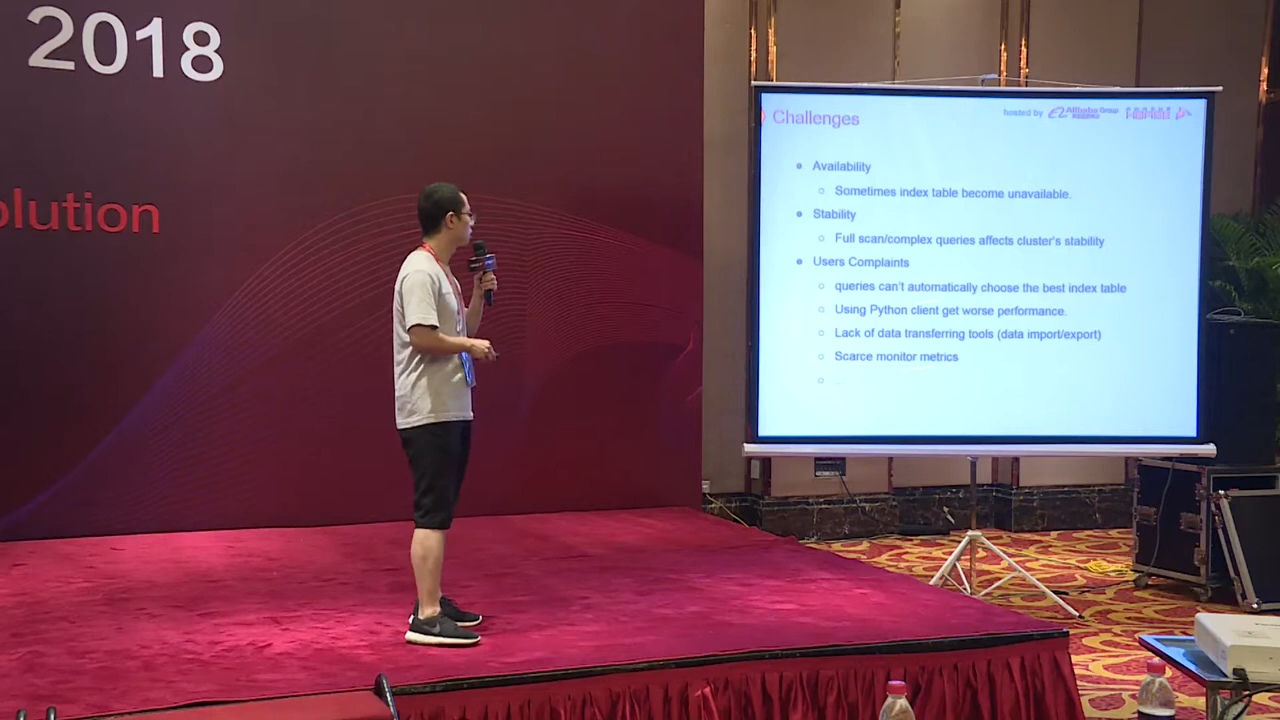 2018
olution
Challenges
hosted by
Alibaba Group
Availability
Sometimes index table become unavailable.
Stability
Full scan/complex queries affects cluster's stability
Users Complaints
queries can't automatically choose the best index table
Using Python client get worse performance.
Lack of data transferring tools (data import/export)
Scarce monitor metrics